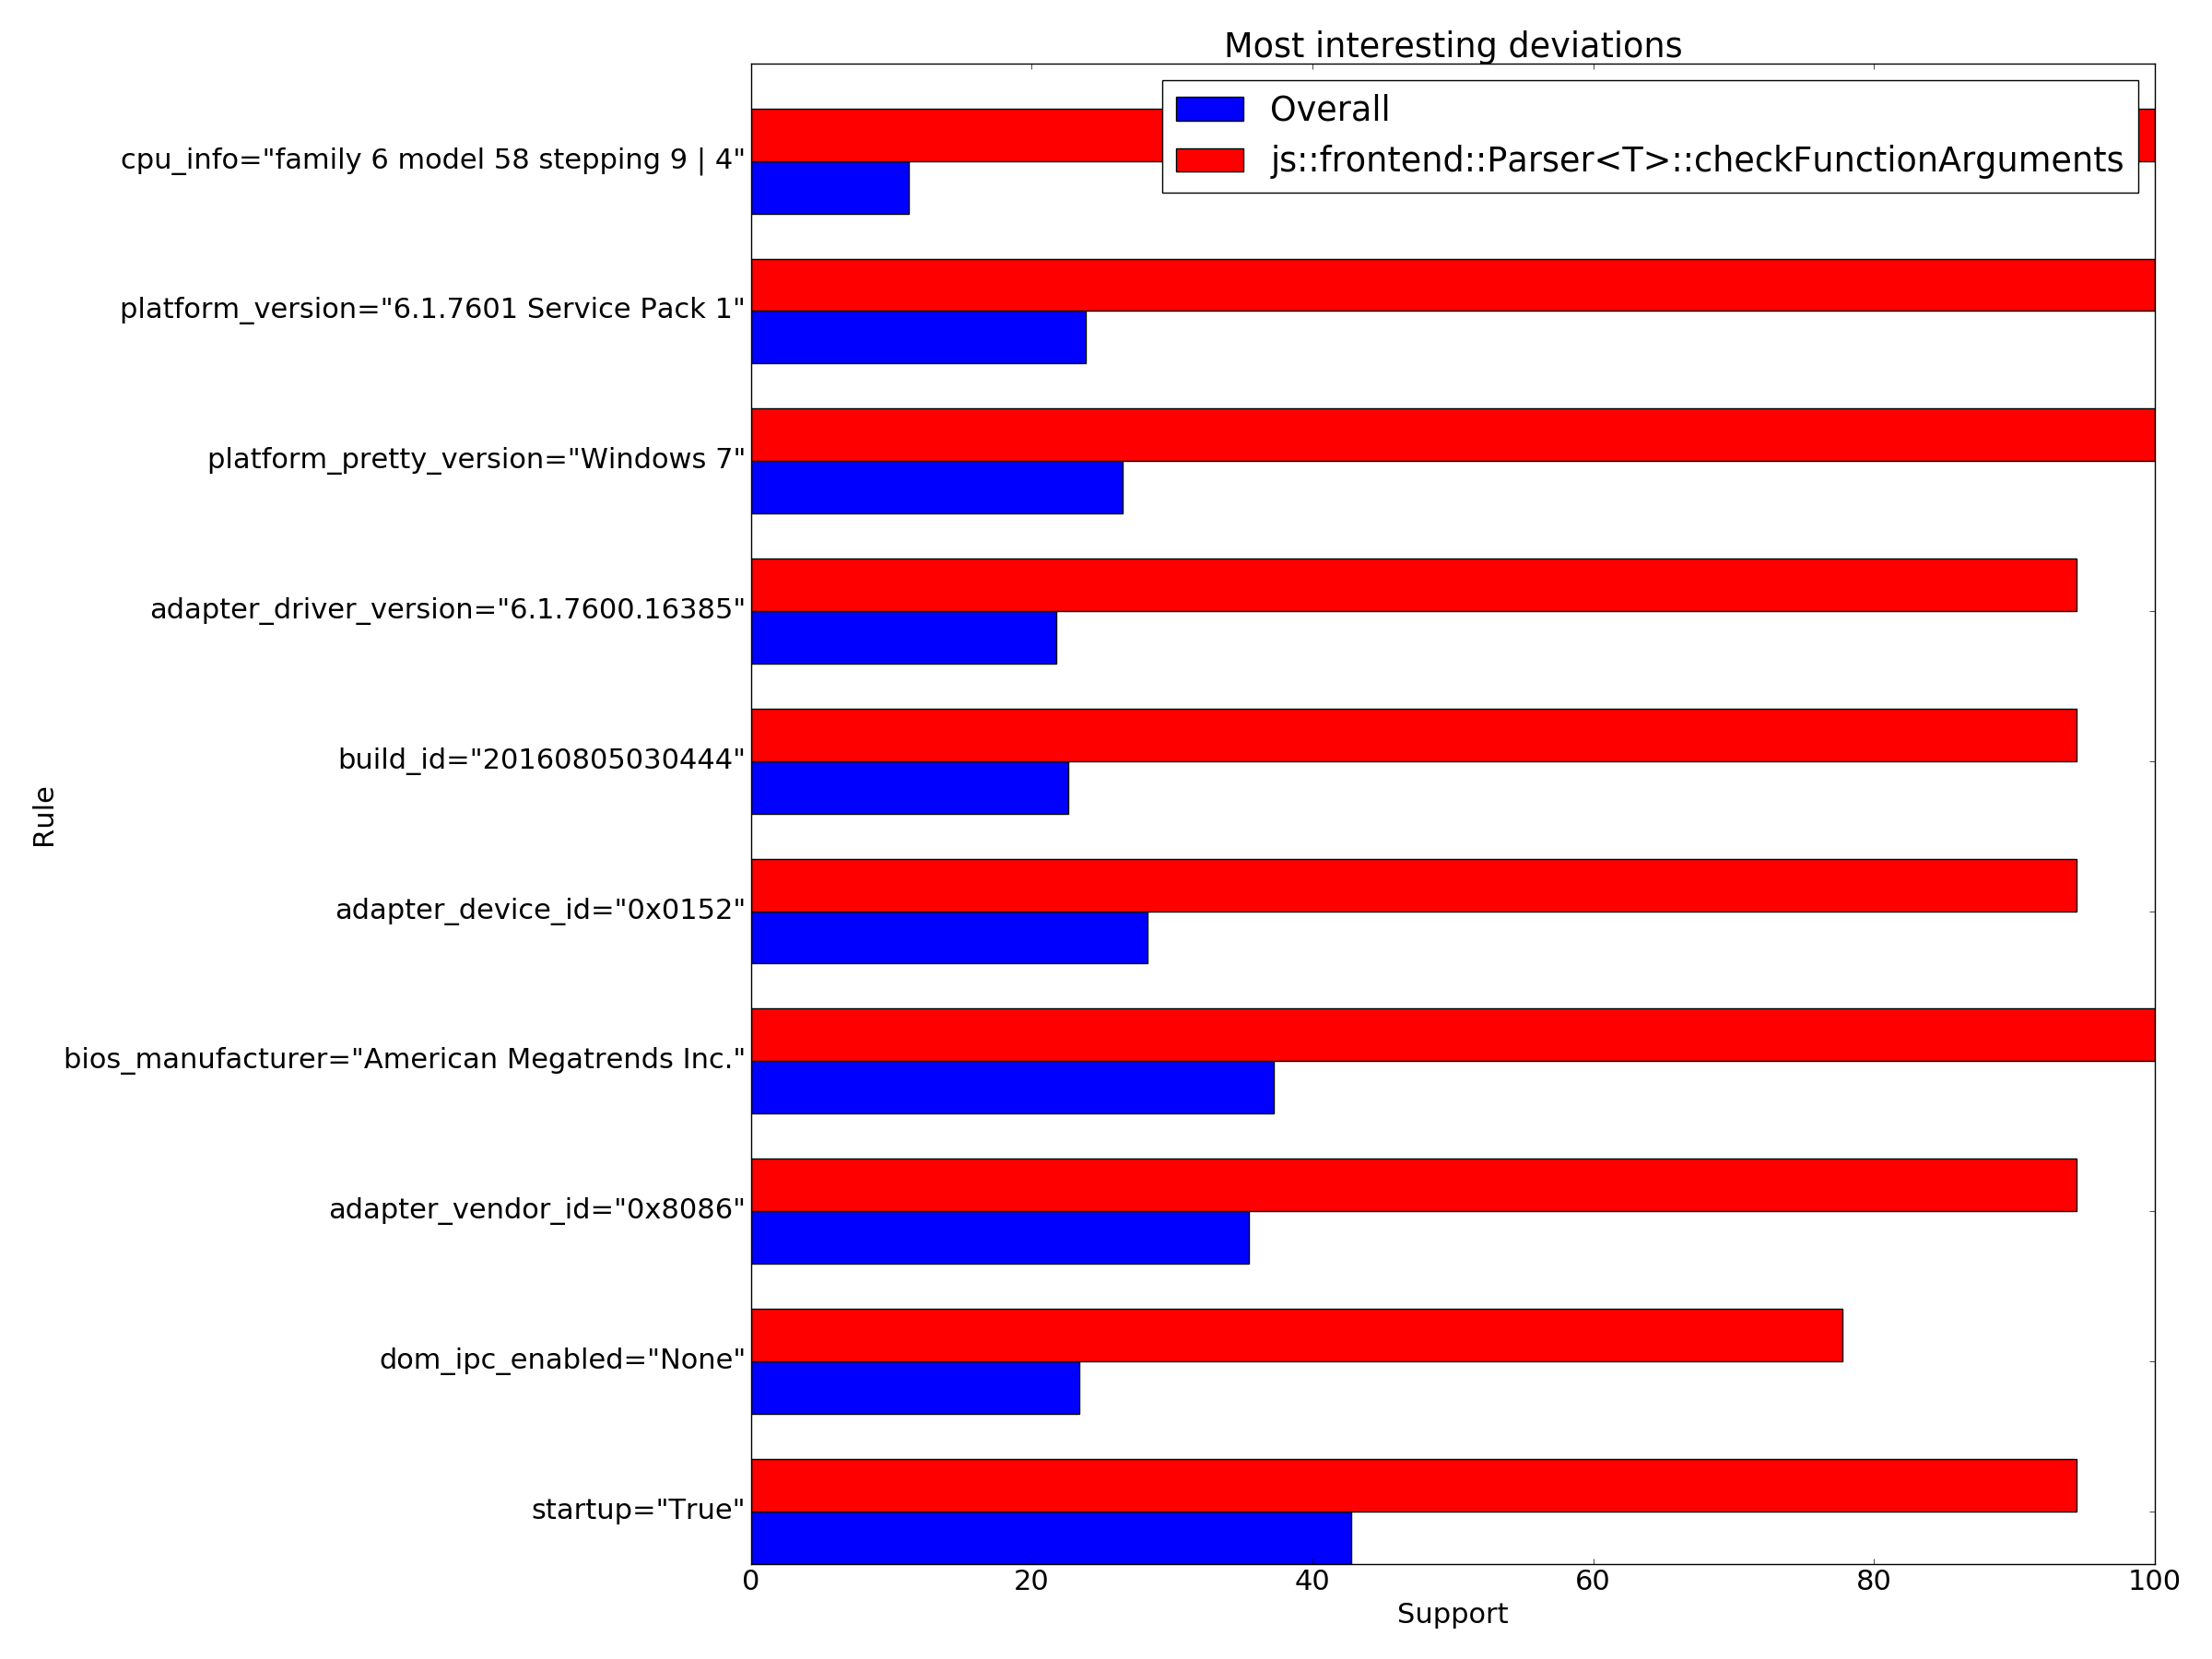 Most interesting deviations
Overall
js::frontend::Parser<T>::checkFunctionArguments
cpu_info="family 6 model 58 stepping 9 | 4"
platform_version="6.1.7601 Service Pack 1"
platform_pretty_version="Windows 7"
adapter_driver_version="6.1.7600.16385"
build_id="20160805030444"
adapter_device_id="0x0152"
bios_manufacturer="American Megatrends Inc."
adapter_vendor_id="0x8086"
dom_ipc_enabled="None"
startup="True"
Rule
0 20 40 60 80 100
Support